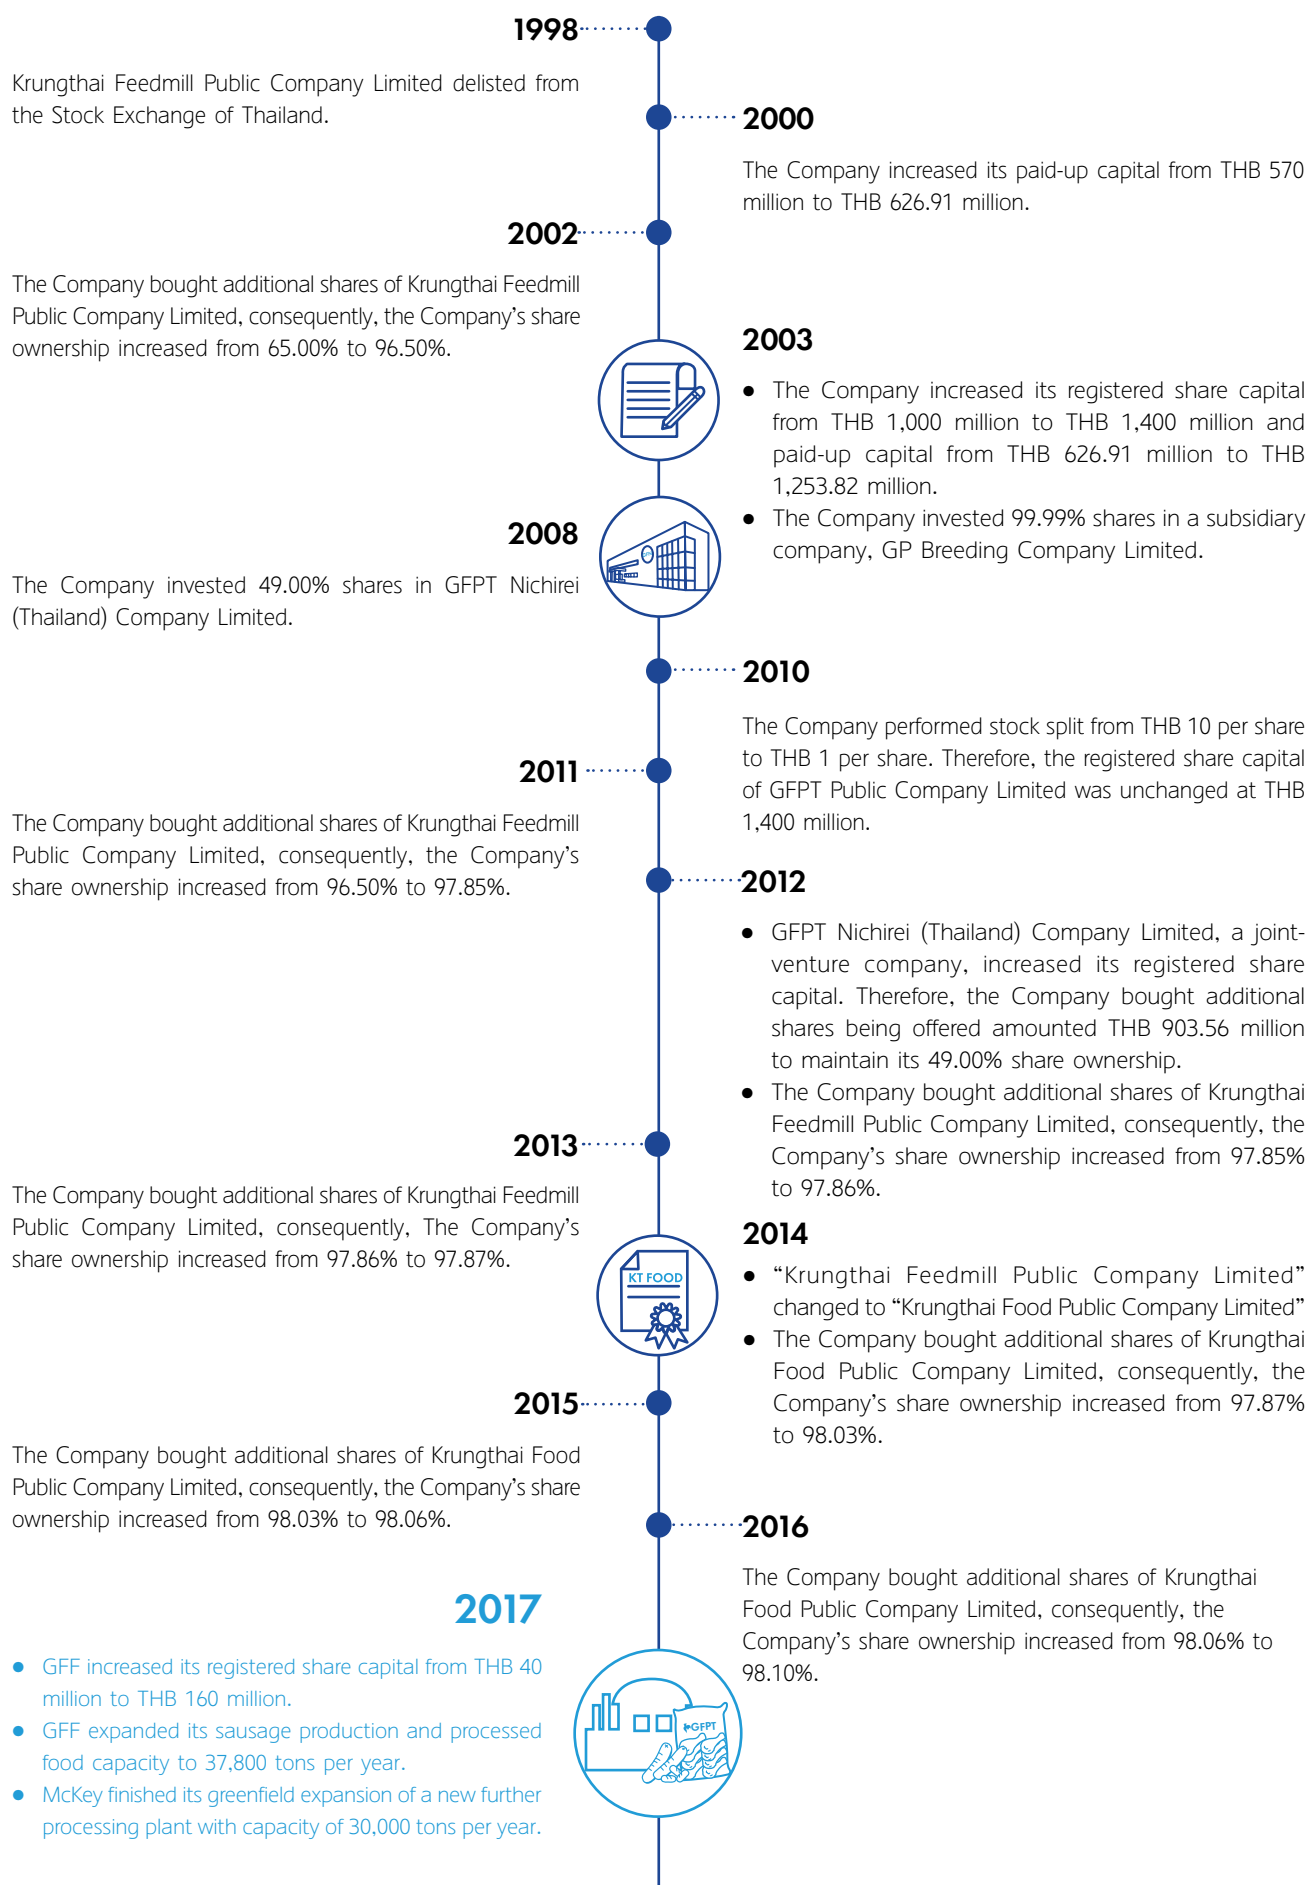 1998
Krungthai Feedmill Public Company Limited delisted from
the Stock Exchange of Thailand.
2000
The Company increased its paid-up capital from THB 570
million to THB 626.91 million.
2002
The Company bought additional shares of Krungthai Feedmill
Public Company Limited, consequently, the Company’s share
ownership increased from 65.00% to 96.50%.
2003
• The Company increased its registered share capital
from THB 1,000 million to THB 1,400 million and
paid-up capital from THB 626.91 million to THB
1,253.82 million.
• The Company invested 99.99% shares in a subsidiary
company, GP Breeding Company Limited.
2008
The Company invested 49.00% shares in GFPT Nichirei
(Thailand) Company Limited.
2010
The Company performed stock split from THB 10 per share
to THB 1 per share. Therefore, the registered share capital
of GFPT Public Company Limited was unchanged at THB
1,400 million.
2011
The Company bought additional shares of Krungthai Feedmill
Public Company Limited, consequently, the Company’s
share ownership increased from 96.50% to 97.85%.
2012
• GFPT Nichirei (Thailand) Company Limited, a joint-
venture company, increased its registered share
capital. Therefore, the Company bought additional
shares being offered amounted THB 903.56 million
to maintain its 49.00% share ownership.
• The Company bought additional shares of Krungthai
Feedmill Public Company Limited, consequently, the
Company’s share ownership increased from 97.85%
to 97.86%.
2013
The Company bought additional shares of Krungthai Feedmill
Public Company Limited, consequently, The Company’s
share ownership increased from 97.86% to 97.87%.
KT FOOD
2014
• “Krungthai Feedmill Public Company Limited”
changed to “Krungthai Food Public Company Limited”
• The Company bought additional shares of Krungthai
Food Public Company Limited, consequently, the
Company’s share ownership increased from 97.87%
to 98.03%.
2015
The Company bought additional shares of Krungthai Food
Public Company Limited, consequently, the Company’s share
ownership increased from 98.03% to 98.06%.
2016
The Company bought additional shares of Krungthai
Food Public Company Limited, consequently, the
Company’s share ownership increased from 98.06% to
98.10%.
2017
• GFF increased its registered share capital from THB 40
million to THB 160 million.
• GFF expanded its sausage production and processed
food capacity to 37,800 tons per year.
• McKey finished its greenfield expansion of a new further
processing plant with capacity of 30,000 tons per year.
GFPT